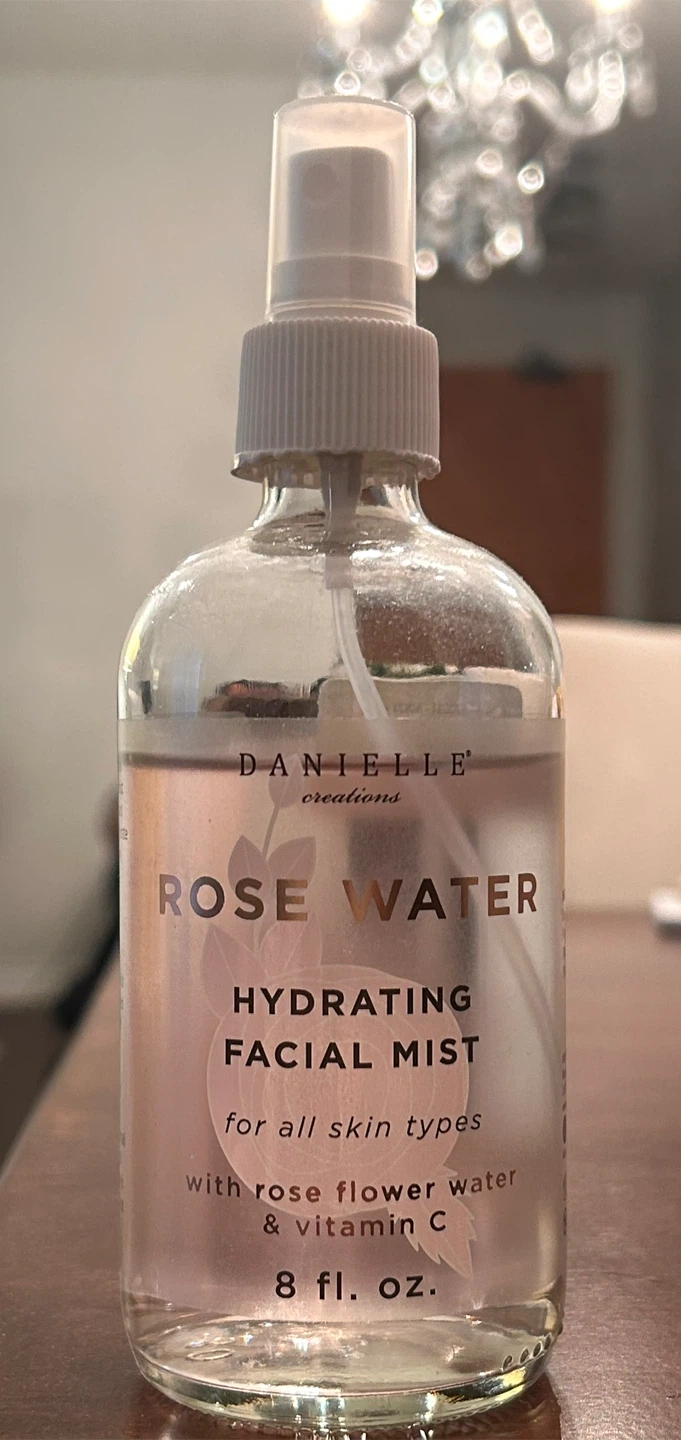 DANIELLE®
creations
ROSE WATER
HYDRATING
FACIAL MIST
for all skin types
with rose flower water
& vitamin C
8 fl. oz.